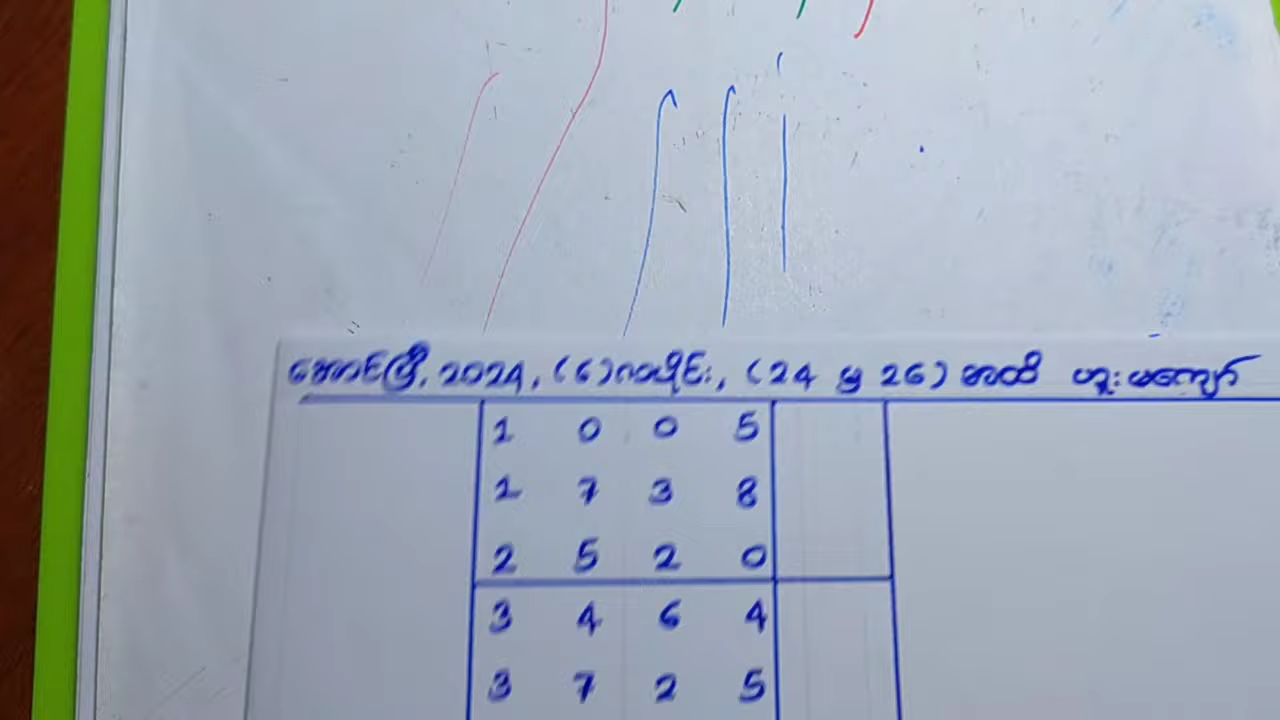 အောင်ပြီ, 2024, (6)လပိုင်း, (24 မှ 26) အထိ ဟူးမကျော်
1 0 0 5
1 7 3 8
2 5 2 0
3 4 6 4
3 7 2 5